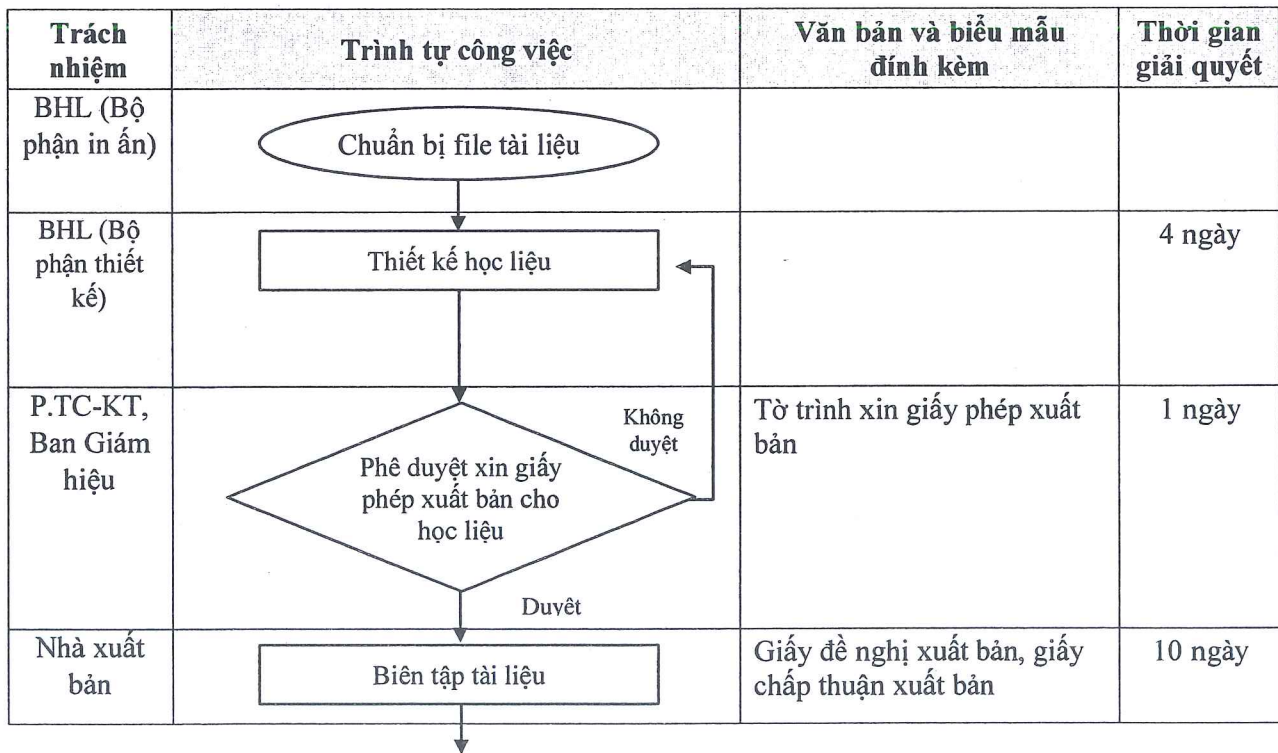 Trách
nhiệm
Trình tự công việc
Văn bản và biểu mẫu
đính kèm
Thời gian
giải quyết
BHL (Bộ
phận in ấn)
Chuẩn bị file tài liệu
BHL (Bộ
phận thiết
kế)
Thiết kế học liệu
4 ngày
P.TC-KT,
Ban Giám
hiệu
Không
duyệt
Phê duyệt xin giấy
phép xuất bản cho
học liệu
Duyệt
Tờ trình xin giấy phép xuất
bản
1 ngày
Nhà xuất
bản
Biên tập tài liệu
Giấy đề nghị xuất bản, giấy
chấp thuận xuất bản
10 ngày